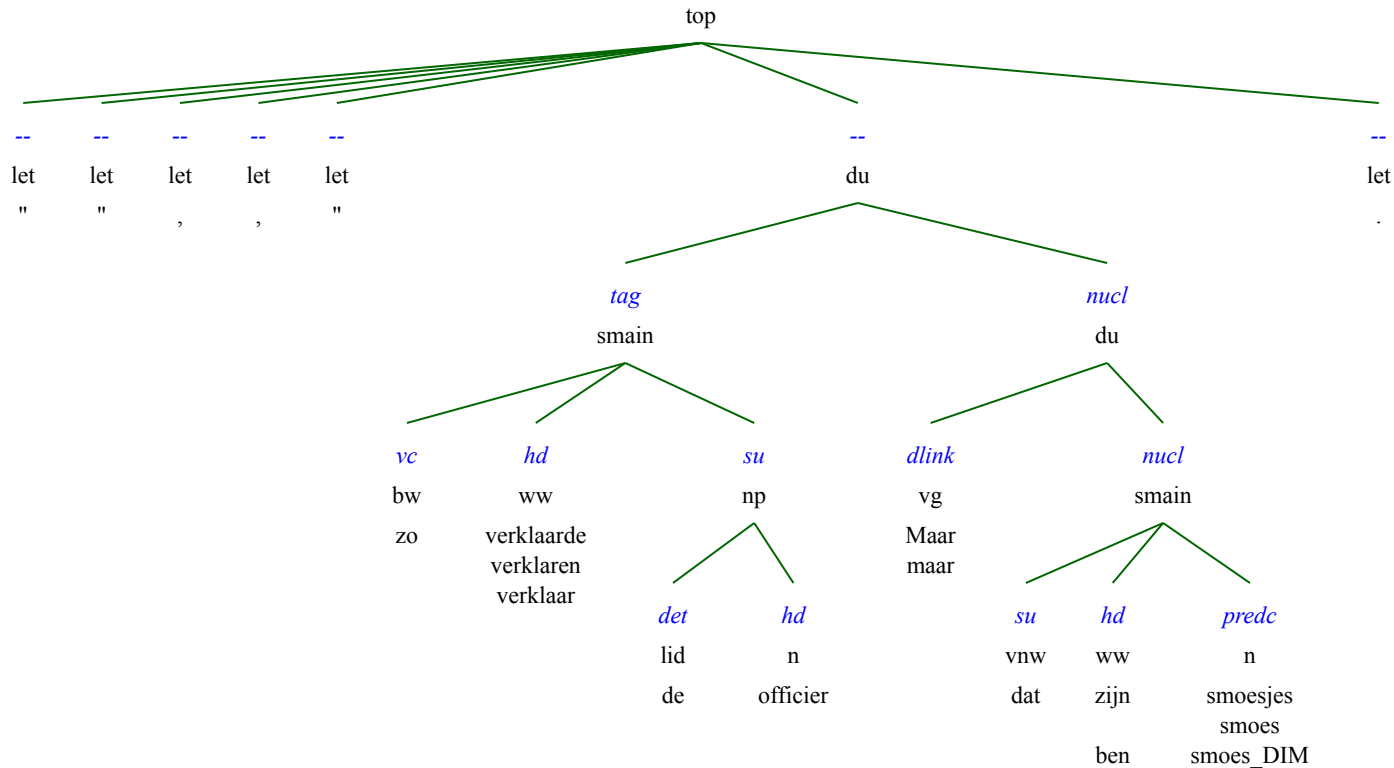 top
-- -- -- -- -- -- --
let let let let let du let
" " , , " .
tag nucl
smain du
vc hd su dlink nucl
bw ww np vg smain
zo verklaarde Maar
verklaren maar
verklaar
det hd su hd predc
lid n vnw ww n
de officier dat zijn smoesjes
smoes
ben smoes_DIM